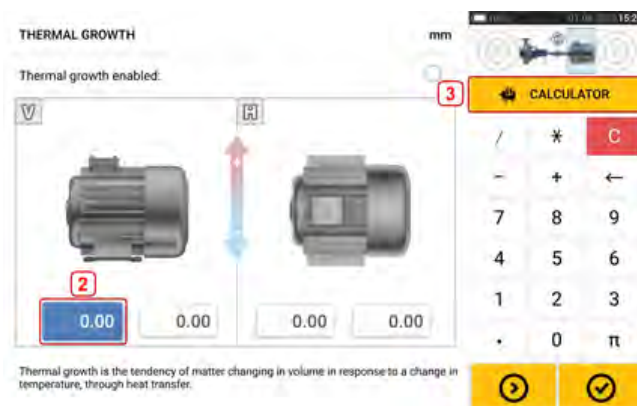 THERMAL GROWTH
mm
15:2
Thermal growth enabled:
3
CALCULATOR
V
H
/ * C
- + ←
7 8 9
4 5 6
1 2 3
. 0 π
2
0.00 0.00 0.00 0.00
Thermal growth is the tendency of matter changing in volume in response to a change in
temperature, through heat transfer.